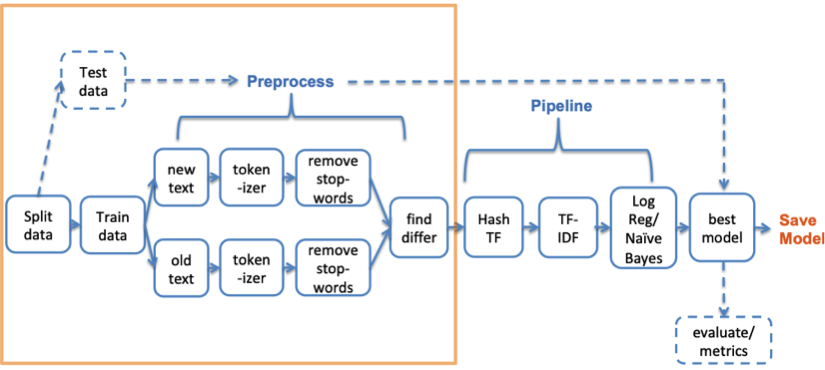 Test
data
Preprocess
Pipeline
new
text
token
-izer
remove
stop-
words
Split
data
Train
data
old
text
token
-izer
remove
stop-
words
find
differ
Hash
TF
TF-
IDF
Log
Reg/
Naïve
Bayes
best
model
Save
Model
evaluate/
metrics